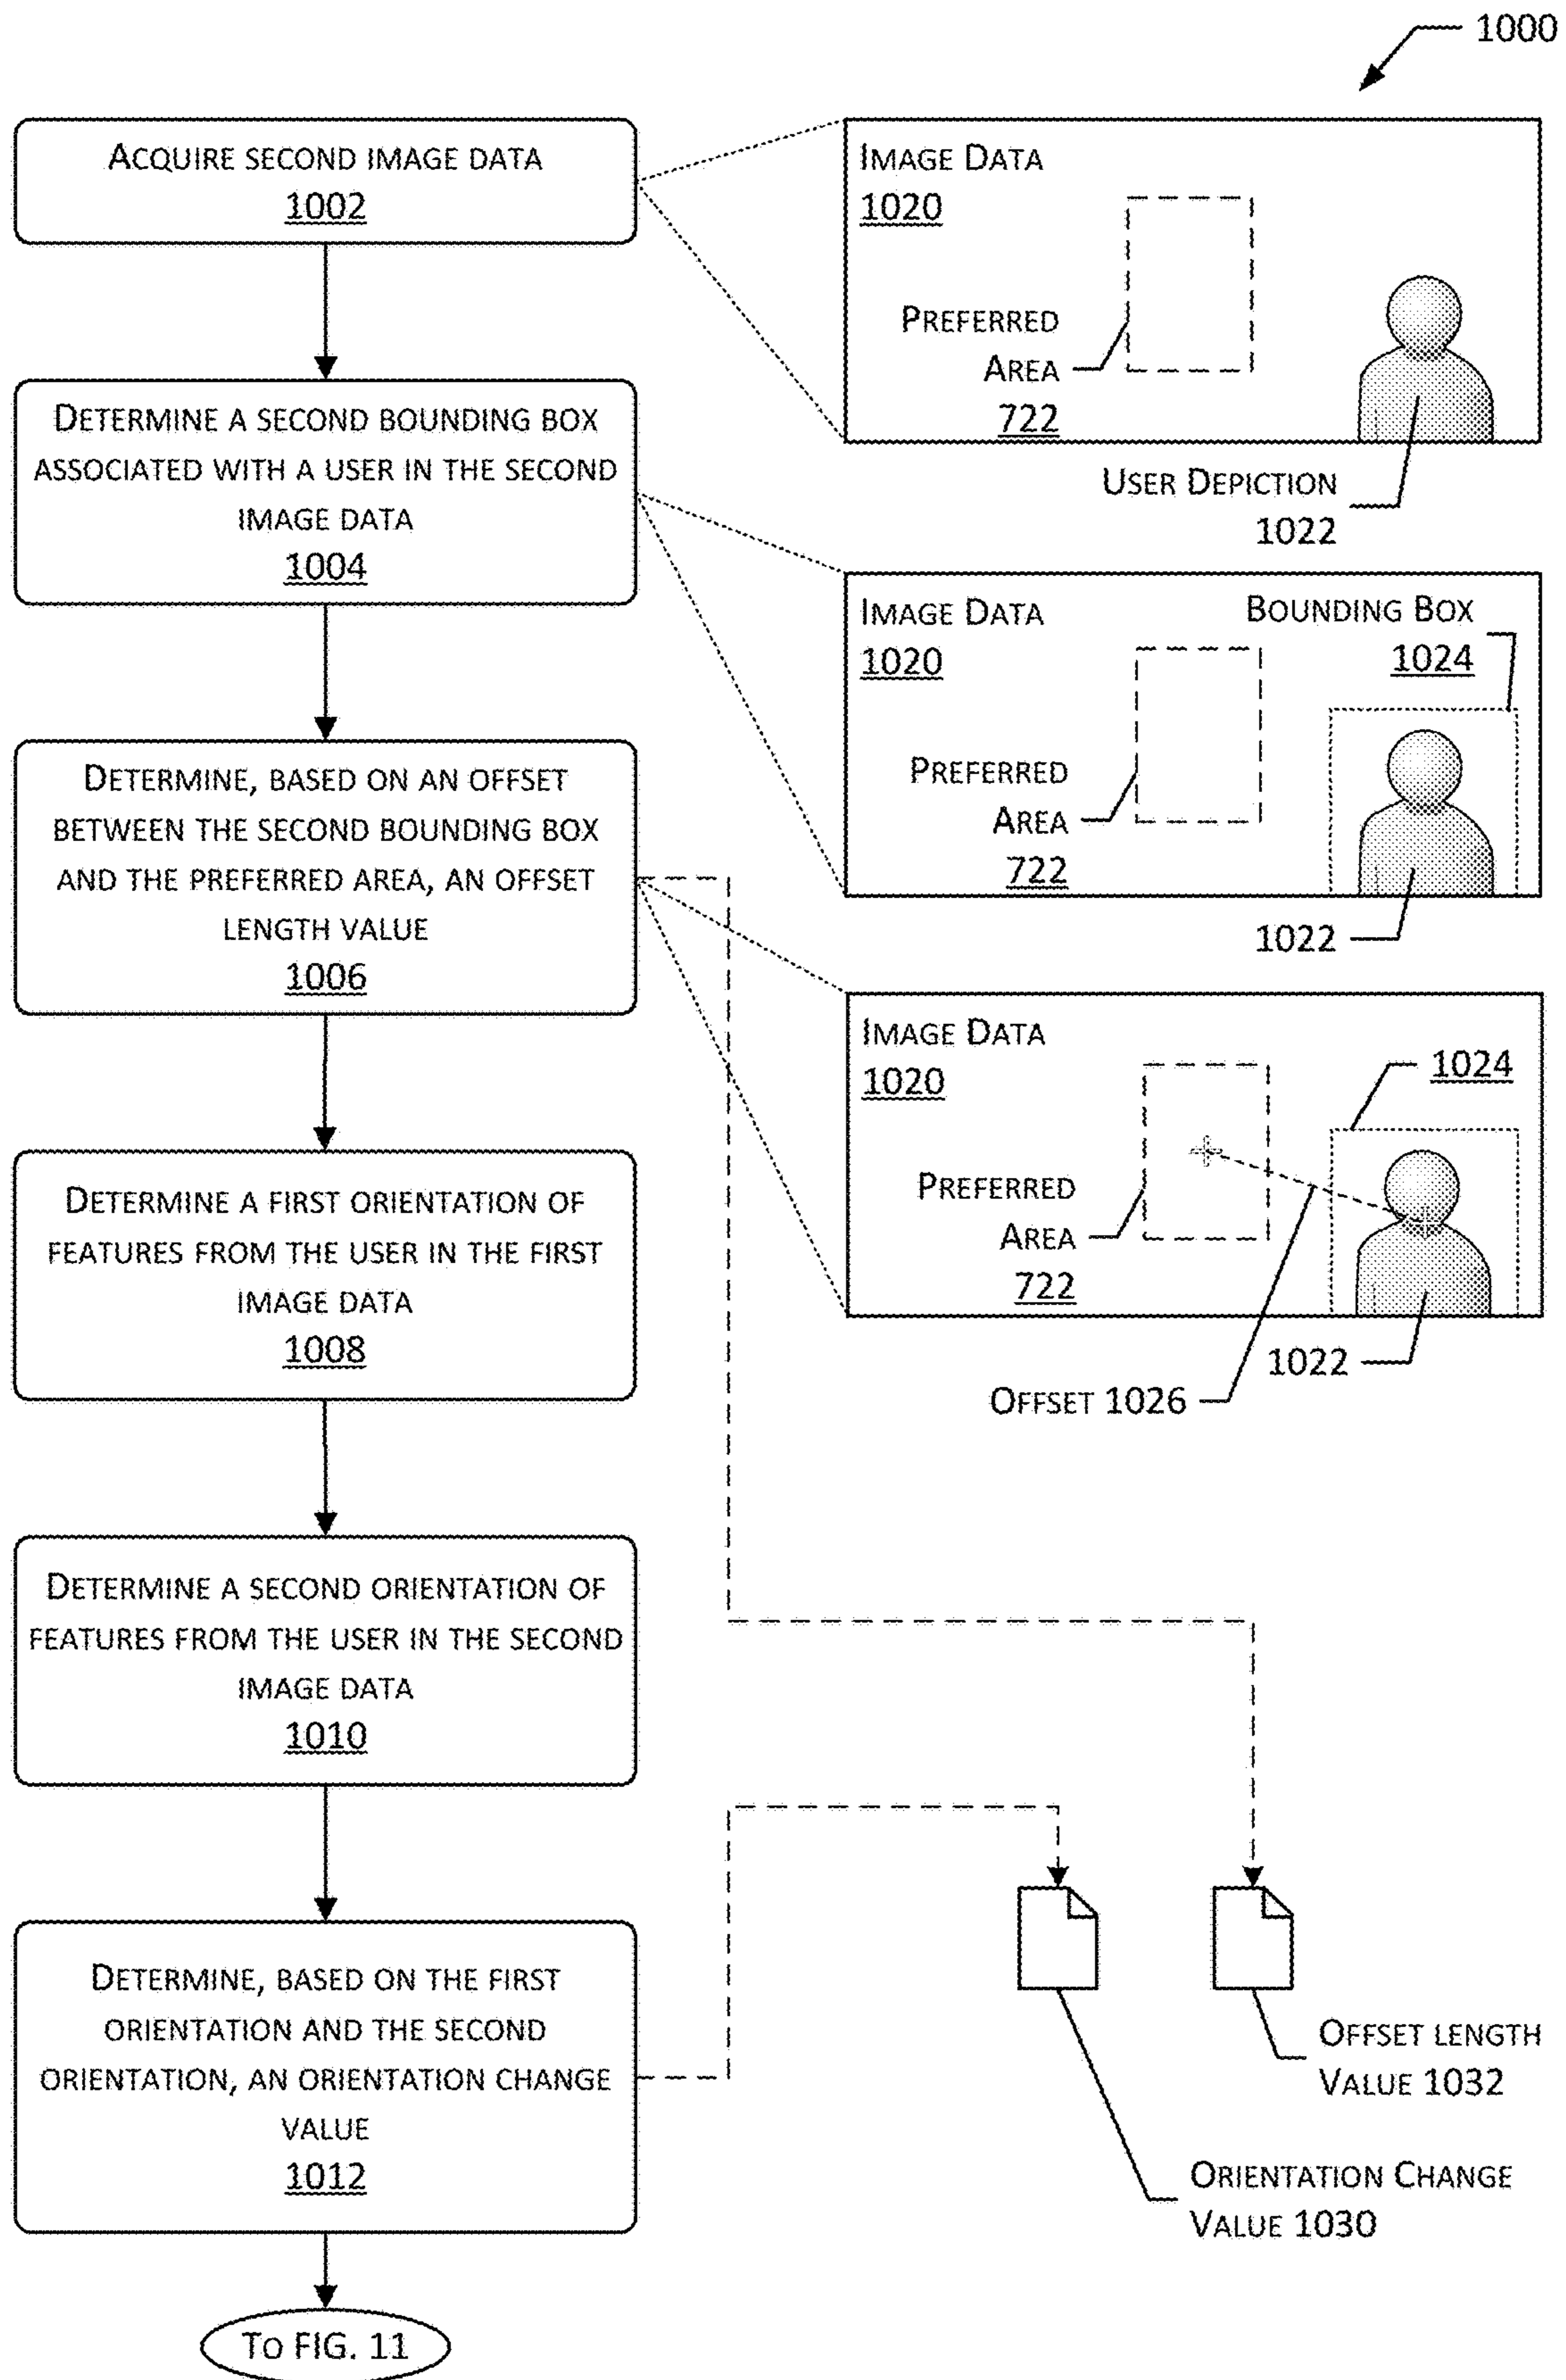 1000
ACQUIRE SECOND IMAGE DATA
1002
DETERMINE A SECOND BOUNDING BOX
ASSOCIATED WITH A USER IN THE SECOND
IMAGE DATA
1004
DETERMINE, BASED ON AN OFFSET
BETWEEN THE SECOND BOUNDING BOX
AND THE PREFERRED AREA, AN OFFSET
LENGTH VALUE
1006
DETERMINE A FIRST ORIENTATION OF
FEATURES FROM THE USER IN THE FIRST
IMAGE DATA
1008
DETERMINE A SECOND ORIENTATION OF
FEATURES FROM THE USER IN THE SECOND
IMAGE DATA
1010
DETERMINE, BASED ON THE FIRST
ORIENTATION AND THE SECOND
ORIENTATION, AN ORIENTATION CHANGE
VALUE
1012
TO FIG. 11
IMAGE DATA
1020
PREFERRED
AREA
722
USER DEPICTION
1022
IMAGE DATA
1020
BOUNDING BOX
1024
PREFERRED
AREA
722
1022
IMAGE DATA
1020
1024
PREFERRED
AREA
722
1022
OFFSET 1026
OFFSET LENGTH
VALUE 1032
ORIENTATION CHANGE
VALUE 1030